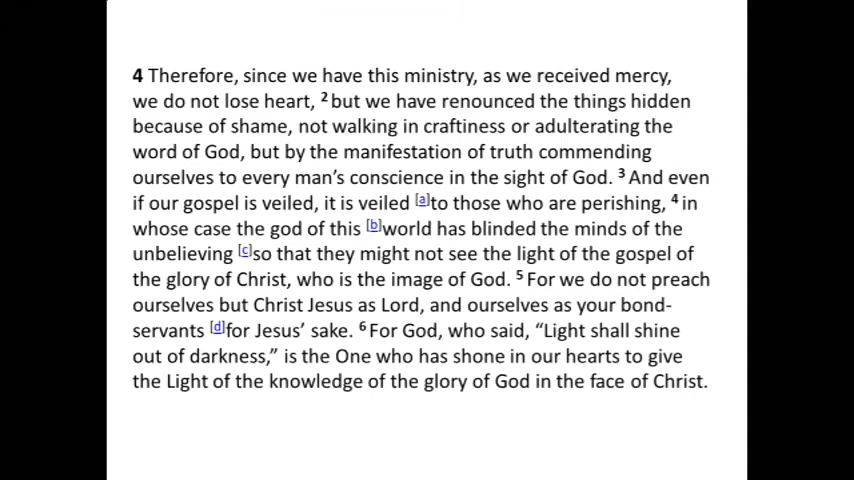 4 Therefore, since we have this ministry, as we received mercy,
we do not lose heart, 2 but we have renounced the things hidden
because of shame, not walking in craftiness or adulterating the
word of God, but by the manifestation of truth commending
ourselves to every man’s conscience in the sight of God. 3 And even
if our gospel is veiled, it is veiled [a]to those who are perishing, 4 in
whose case the god of this [b]world has blinded the minds of the
unbelieving [c]so that they might not see the light of the gospel of
the glory of Christ, who is the image of God. 5 For we do not preach
ourselves but Christ Jesus as Lord, and ourselves as your bond-
servants [d]for Jesus’ sake. 6 For God, who said, “Light shall shine
out of darkness,” is the One who has shone in our hearts to give
the Light of the knowledge of the glory of God in the face of Christ.